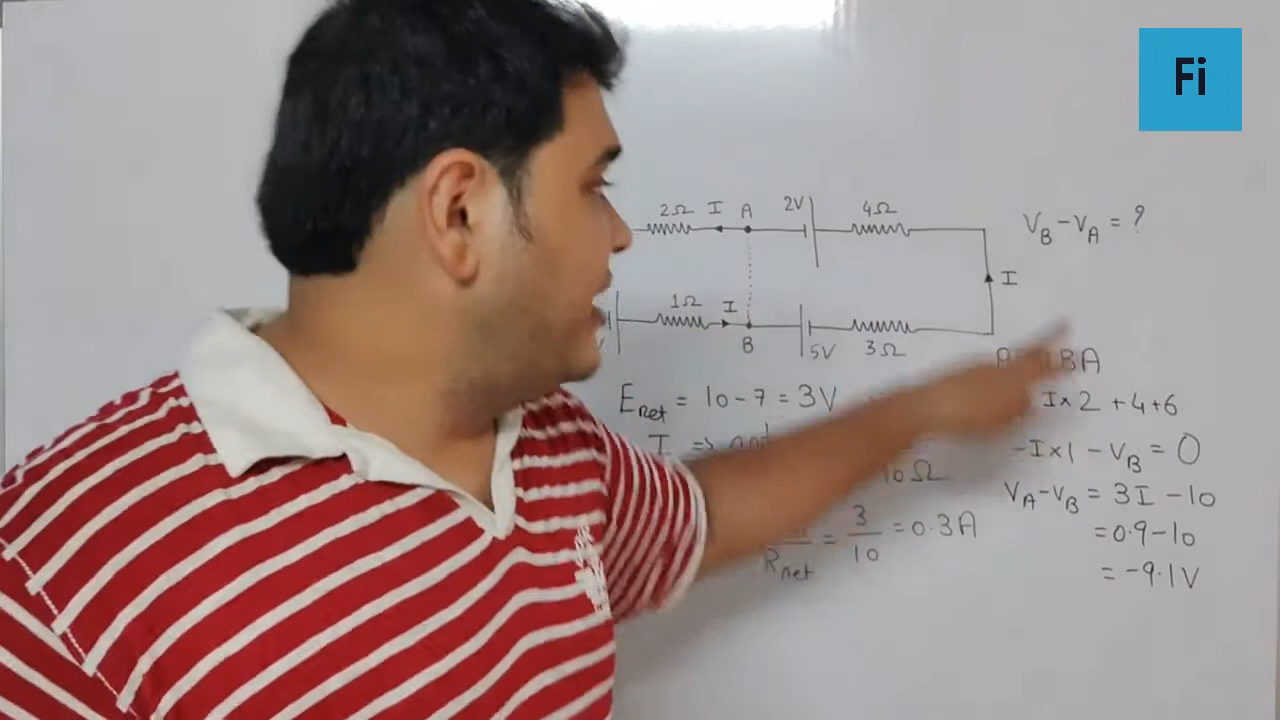 Fi
2Ω I A 2V 4Ω
V_B - V_A = ?
I
1Ω I B 5V 3Ω
E_net = 10 - 7 = 3V
I ⇒
10Ω
R_net = 3/10 = 0.3A
BA
I×2 + 4 + 6
-I×1 - V_B = 0
V_A - V_B = 3I - 10
= 0.9 - 10
= -9.1V